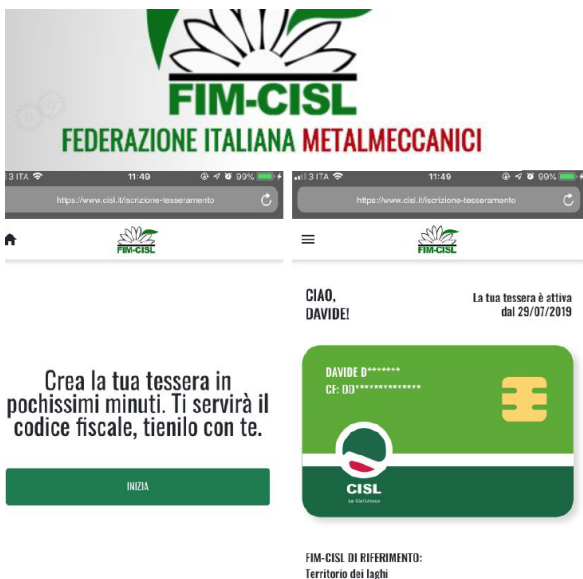 FIM-CISL
FEDERAZIONE ITALIANA METALMECCANICI
3 ITA
11:49
99%
https://www.cisl.it/iscrizione-tesseramento
FIM-CISL
Crea la tua tessera in
pochissimi minuti. Ti servirà il
codice fiscale, tienilo con te.
INIZIA
3 ITA
11:49
99%
https://www.cisl.it/iscrizione-tesseramento
FIM-CISL
CIAO,
DAVIDE!
La tua tessera è attiva
dal 29/07/2019
DAVIDE D*******
CF: DD**************
CISL
FIM-CISL DI RIFERIMENTO:
Territorio dei laghi